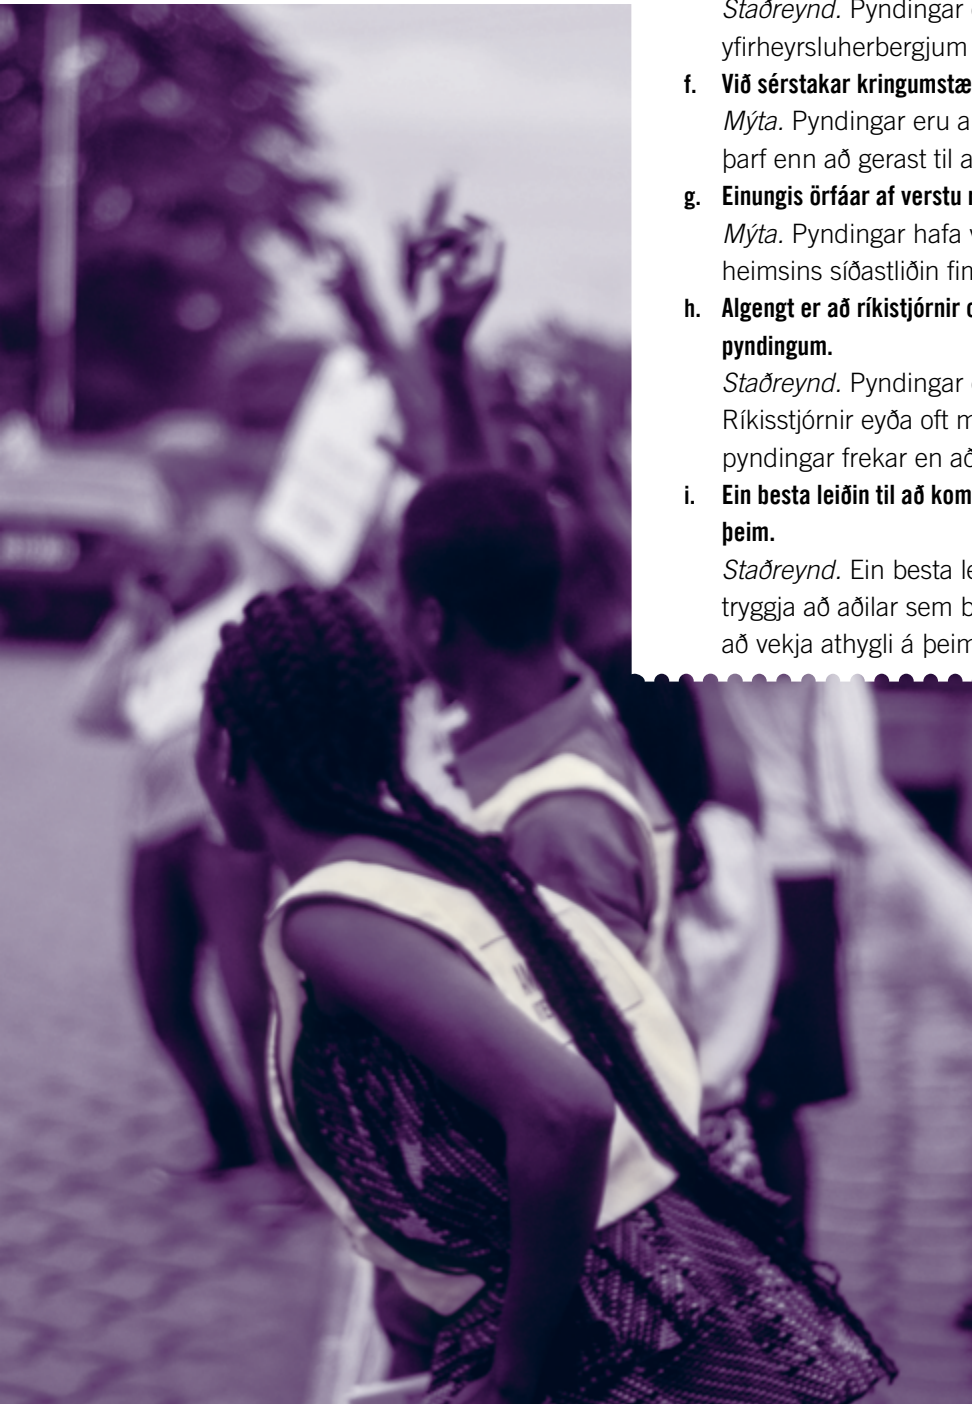 Staðreynd. Pyndingar
yfirheyrsluherbergjum
f. Við sérstakar kringumstæ
Mýta. Pyndingar eru a
þarf enn að gerast til a
g. Einungis örfáar af verstu
Mýta. Pyndingar hafa
heimsins síðastliðin fin
h. Algengt er að ríkistjórnir
pyndingum.
Staðreynd. Pyndingar
Ríkisstjórnir eyða oft m
pyndingar frekar en að
i. Ein besta leiðin til að kom
þeim.
Staðreynd. Ein besta le
tryggja að aðilar sem b
að vekja athygli á þeim